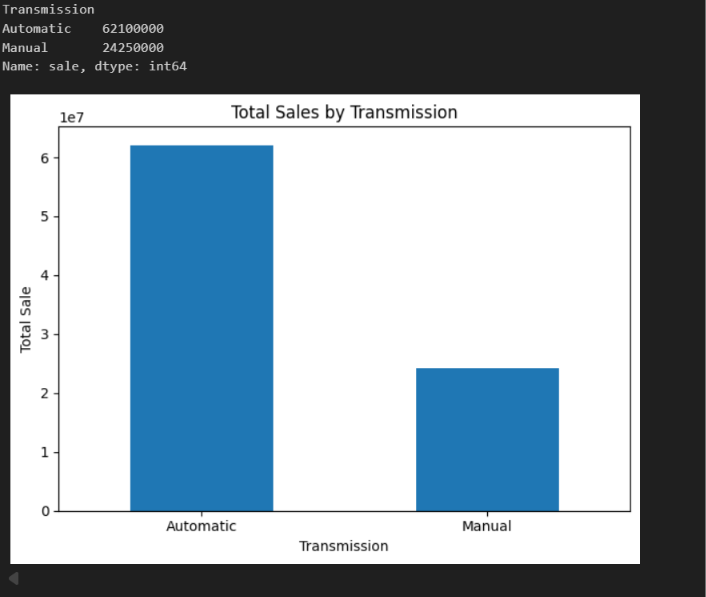 Transmission
Automatic    62100000
Manual       24250000
Name: sale, dtype: int64
Total Sales by Transmission
1e7
6
5
4
3
2
1
0
Total Sale
Automatic Manual
Transmission